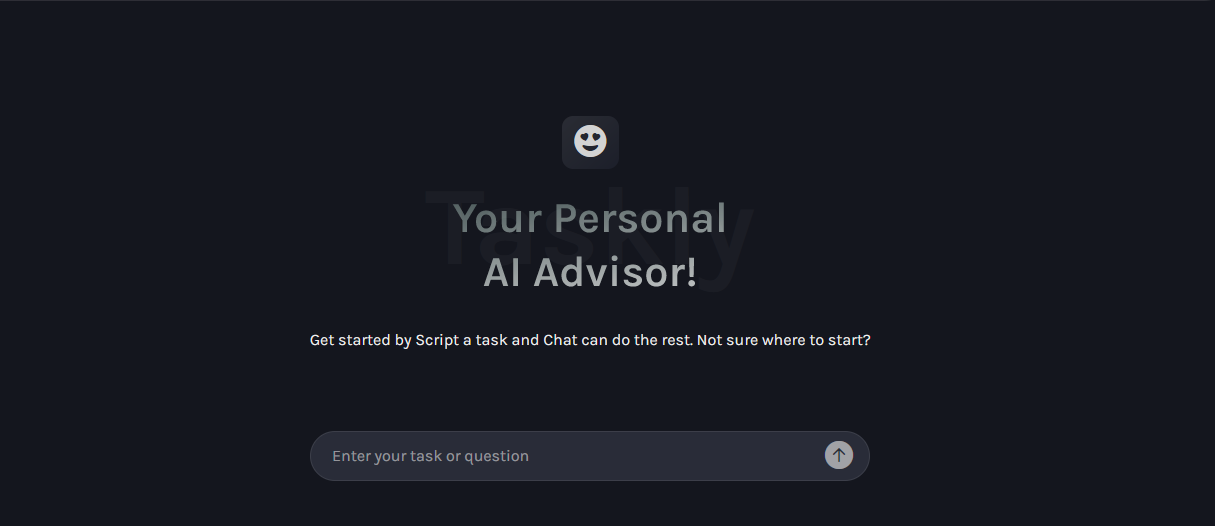 Taskly
Your Personal
AI Advisor!
Get started by Script a task and Chat can do the rest. Not sure where to start?
Enter your task or question